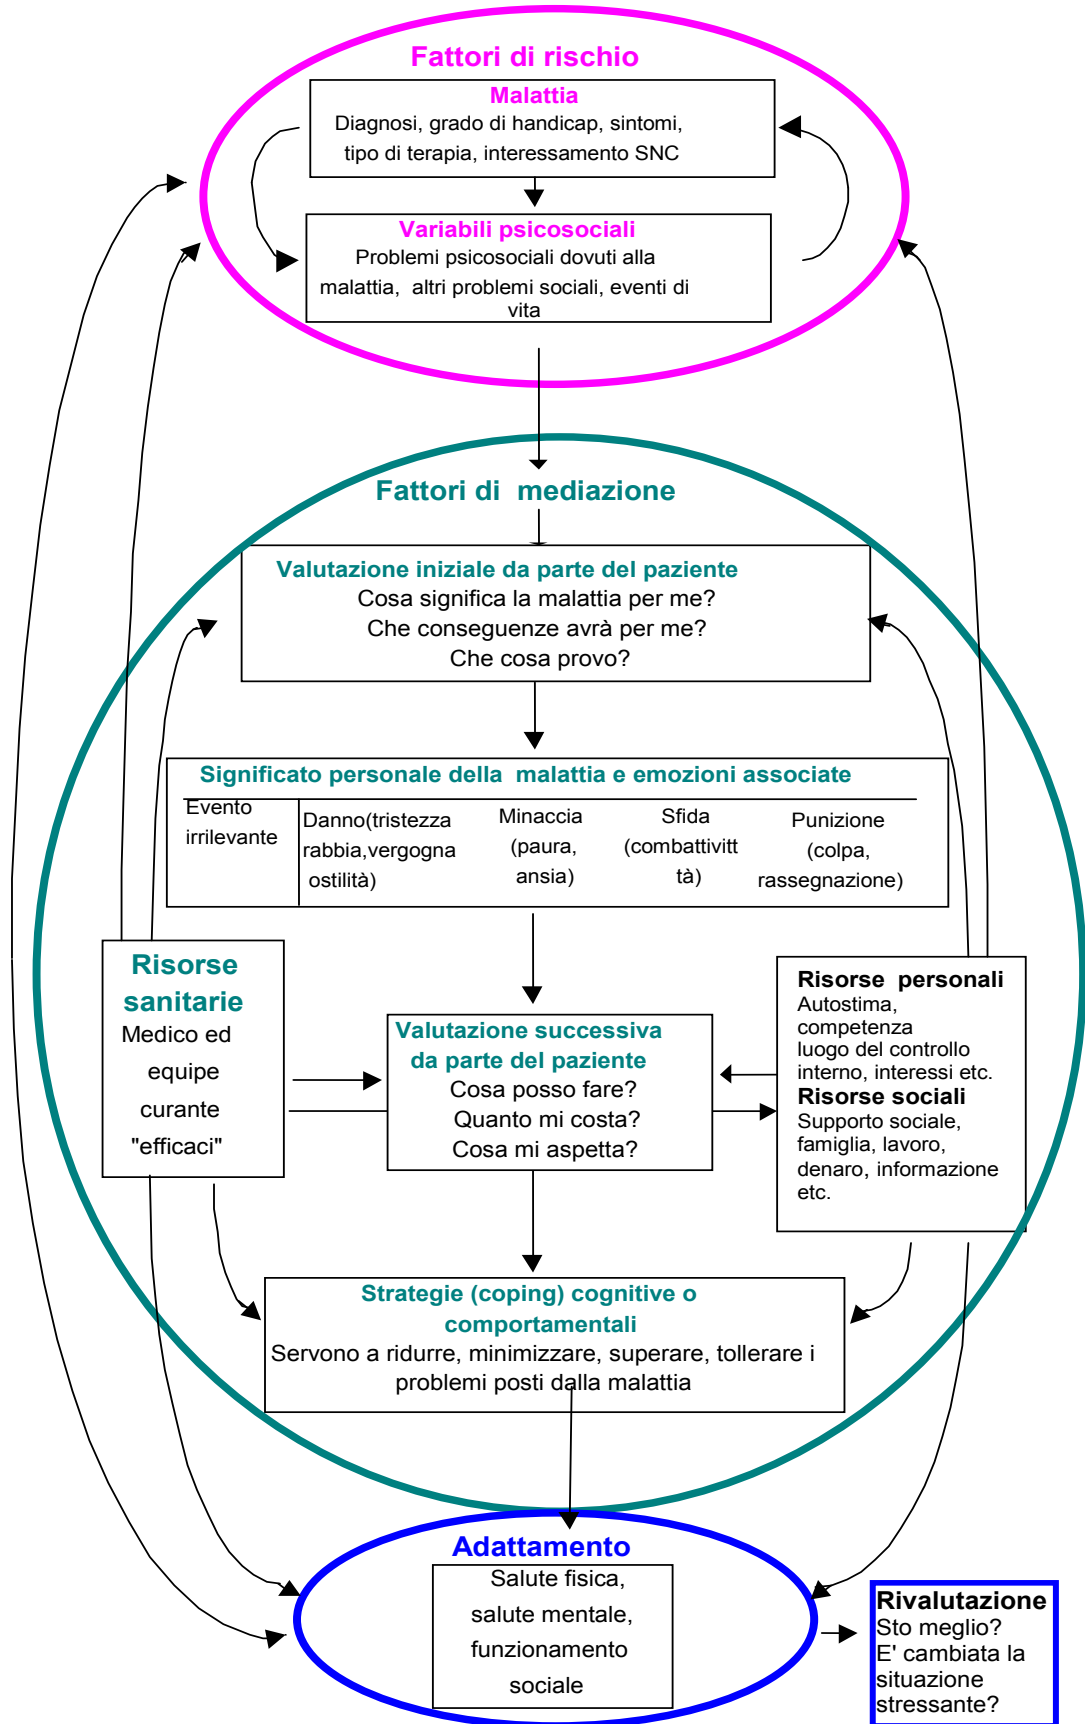 Fattori di rischio
Malattia
Diagnosi, grado di handicap, sintomi,
tipo di terapia, interessamento SNC
Variabili psicosociali
Problemi psicosociali dovuti alla
malattia, altri problemi sociali, eventi di
vita
Fattori di mediazione
Valutazione iniziale da parte del paziente
Cosa significa la malattia per me?
Che conseguenze avrà per me?
Che cosa provo?
Significato personale della malattia e emozioni associate
Evento
irrilevante
Danno(tristezza
rabbia,vergogna
ostilità)
Minaccia
(paura,
ansia)
Sfida
(combattivitt
tà)
Punizione
(colpa,
rassegnazione)
Risorse
sanitarie
Medico ed
equipe
curante
"efficaci"
Valutazione successiva
da parte del paziente
Cosa posso fare?
Quanto mi costa?
Cosa mi aspetta?
Risorse personali
Autostima,
competenza
luogo del controllo
interno, interessi etc.
Risorse sociali
Supporto sociale,
famiglia, lavoro,
denaro, informazione
etc.
Strategie (coping) cognitive o
comportamentali
Servono a ridurre, minimizzare, superare, tollerare i
problemi posti dalla malattia
Adattamento
Salute fisica,
salute mentale,
funzionamento
sociale
Rivalutazione
Sto meglio?
E' cambiata la
situazione
stressante?